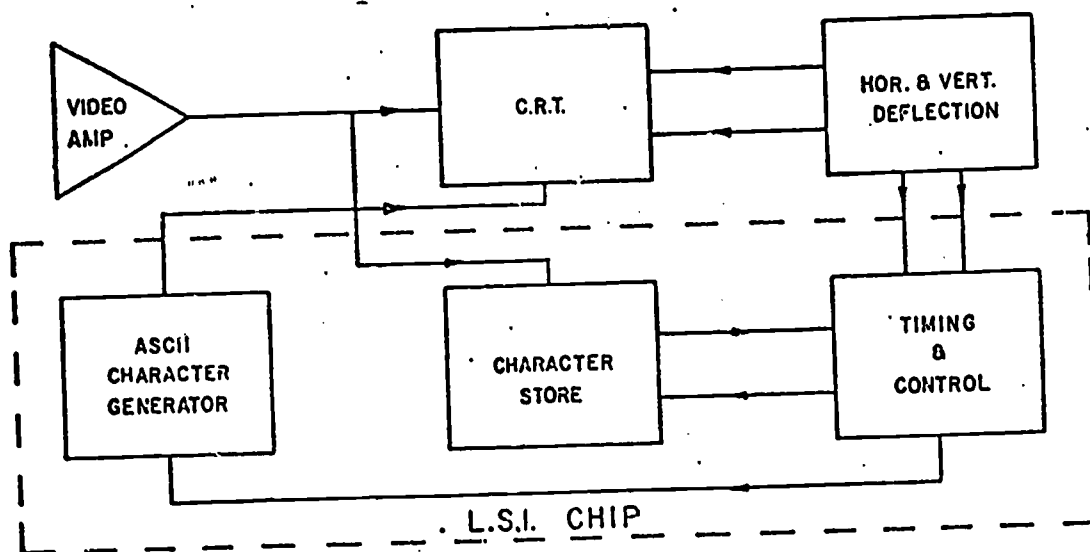 VIDEO
AMP
C.R.T.
HOR. & VERT.
DEFLECTION
ASCII
CHARACTER
GENERATOR
CHARACTER
STORE
TIMING
&
CONTROL
L.S.I. CHIP